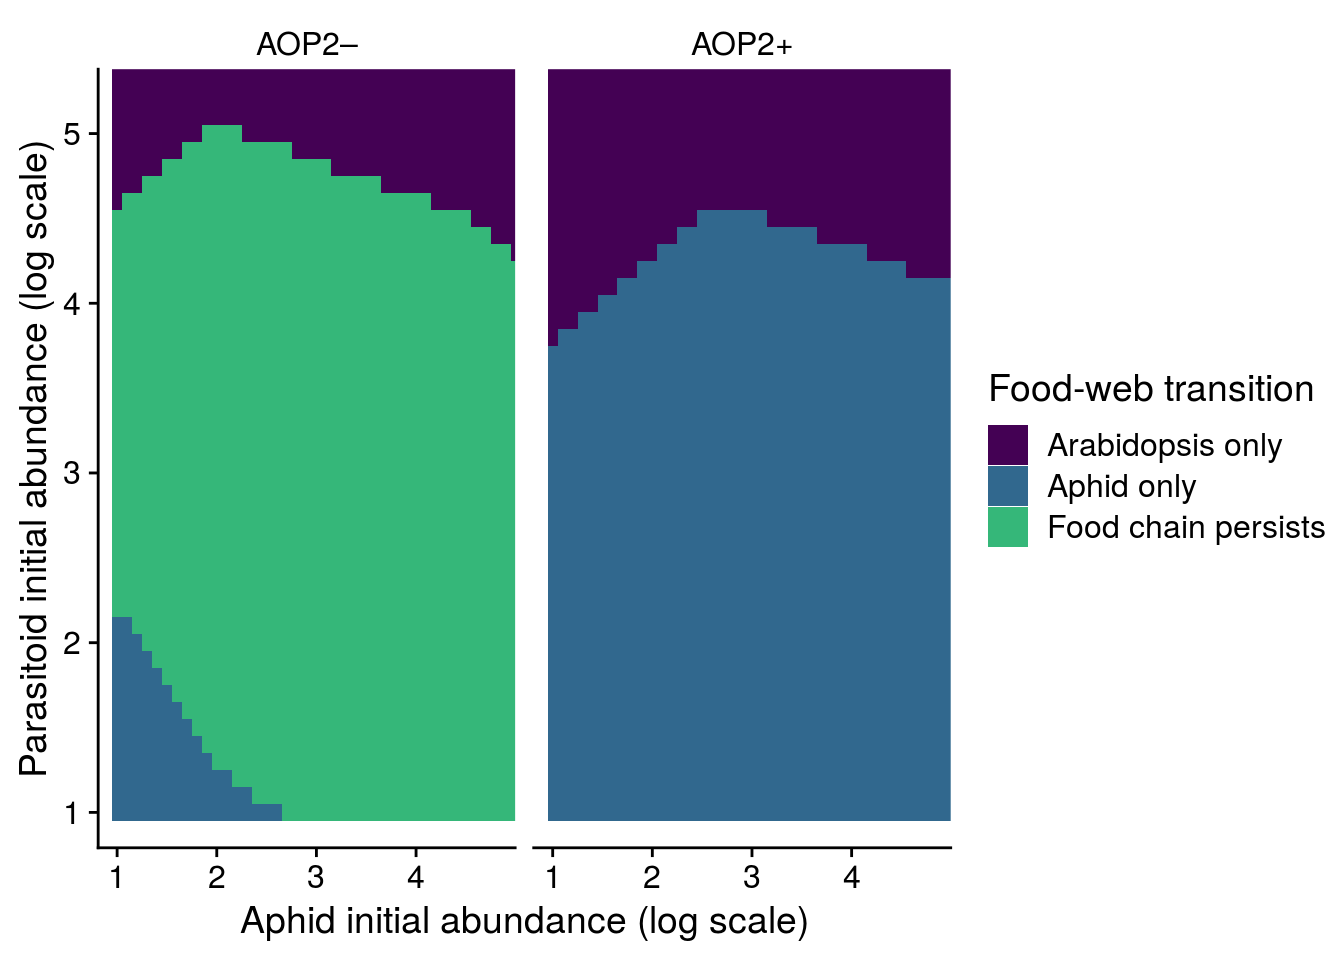 AOP2–
AOP2+
Parasitoid initial abundance (log scale)
5
4
3
2
1
1 2 3 4
1 2 3 4
Aphid initial abundance (log scale)
Food-web transition
Arabidopsis only
Aphid only
Food chain persists